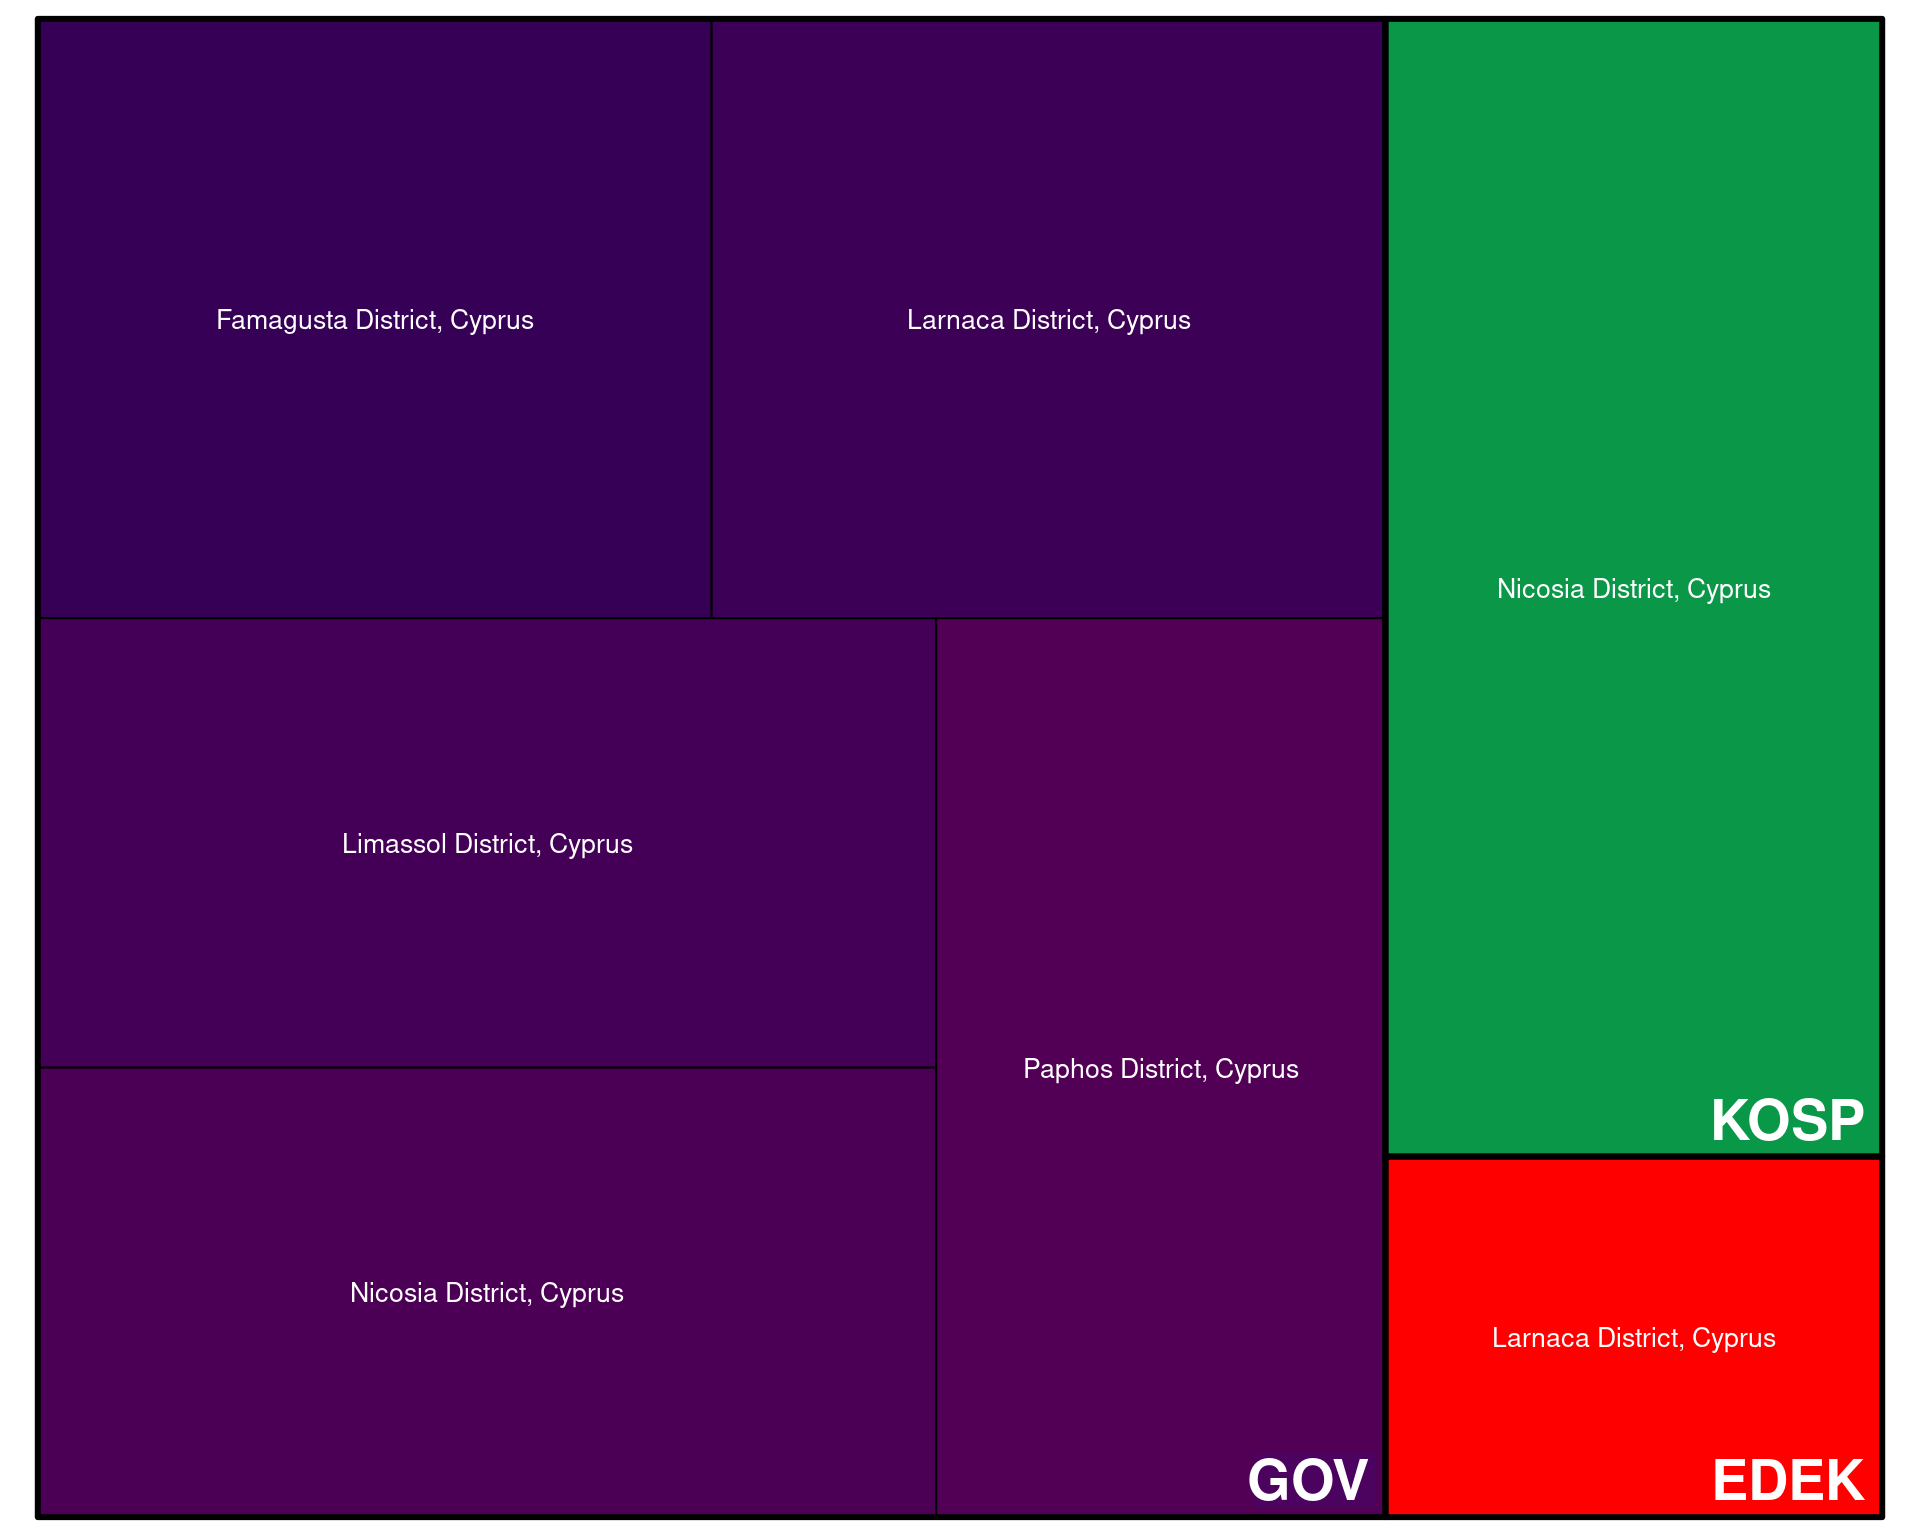 Famagusta District, Cyprus
Larnaca District, Cyprus
Limassol District, Cyprus
Nicosia District, Cyprus
Paphos District, Cyprus
GOV
Nicosia District, Cyprus
KOSP
Larnaca District, Cyprus
EDEK